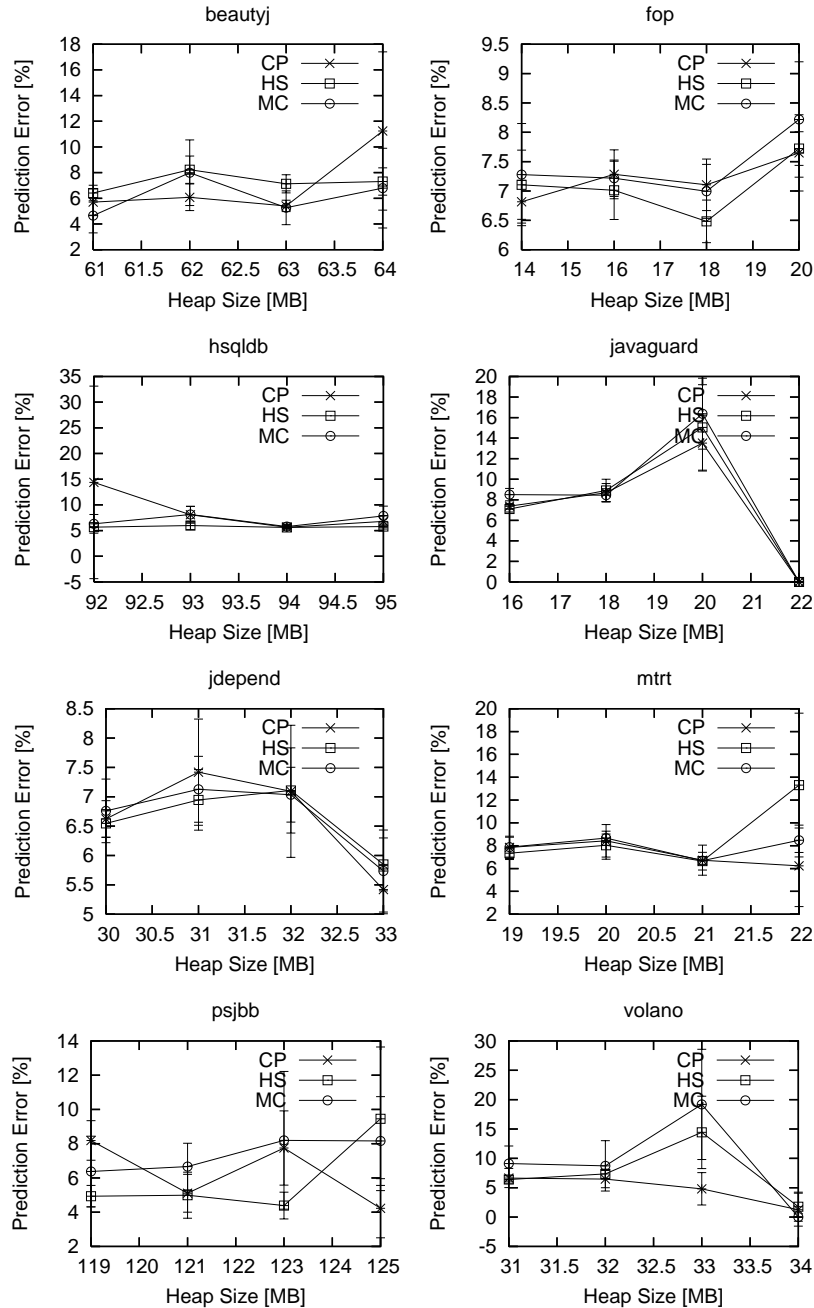 beautyj
Prediction Error [%]
18
16
14
12
10
8
6
4
2
CP
HS
MC
61 61.5 62 62.5 63 63.5 64
Heap Size [MB]
fop
Prediction Error [%]
9.5
9
8.5
8
7.5
7
6.5
6
CP
HS
MC
14 15 16 17 18 19 20
Heap Size [MB]
hsqldb
Prediction Error [%]
35
30
25
20
15
10
5
0
-5
CP
HS
MC
92 92.5 93 93.5 94 94.5 95
Heap Size [MB]
javaguard
Prediction Error [%]
20
18
16
14
12
10
8
6
4
2
0
CP
HS
MC
16 17 18 19 20 21 22
Heap Size [MB]
jdepend
Prediction Error [%]
8.5
8
7.5
7
6.5
6
5.5
5
CP
HS
MC
30 30.5 31 31.5 32 32.5 33
Heap Size [MB]
mtrt
Prediction Error [%]
20
18
16
14
12
10
8
6
4
2
CP
HS
MC
19 19.5 20 20.5 21 21.5 22
Heap Size [MB]
psjbb
Prediction Error [%]
14
12
10
8
6
4
2
CP
HS
MC
119 120 121 122 123 124 125
Heap Size [MB]
volano
Prediction Error [%]
30
25
20
15
10
5
0
-5
CP
HS
MC
31 31.5 32 32.5 33 33.5 34
Heap Size [MB]